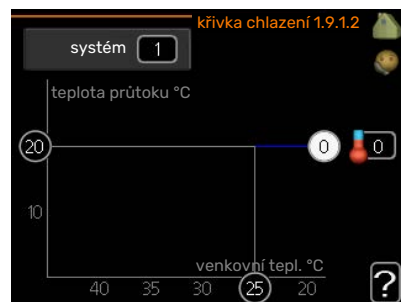 křivka chlazení 1.9.1.2
systém 1
teplota průtoku °C
20 0 0
10
venkovní tepl. °C
40 35 30 25 20
?